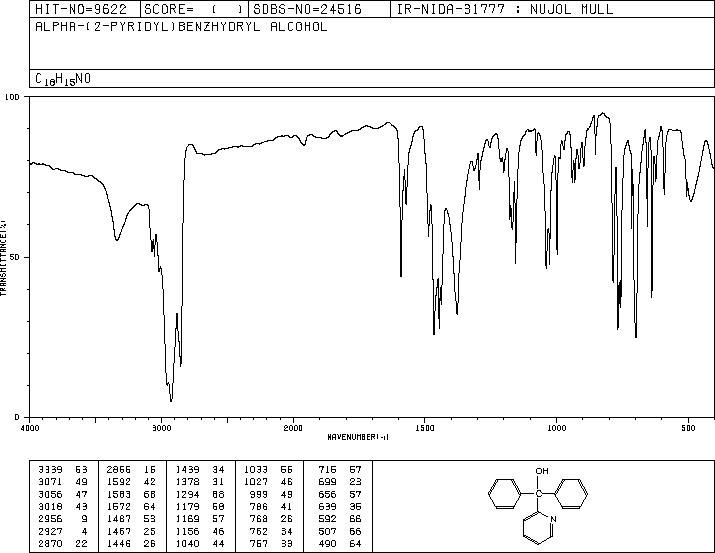 HIT-NO=9622 SCORE= ( ) SDBS-NO=24516 IR-NIDA-31777 : NUJOL MULL
ALPHA-(2-PYRIDYL)BENZHYDRYL ALCOHOL
C18H15NO
100
50
0
TRANSMITTANCE(%)
4000 3000 2000 1500 1000 500
WAVENUMBER(-1)
3339 53 2866 16 1439 34 1033 55 716 57
3071 49 1592 42 1378 31 1027 46 699 23
3056 47 1583 68 1294 68 999 49 656 57
3018 43 1572 64 1179 58 786 41 639 36
2956 9 1487 53 1169 57 768 26 592 66
2927 4 1467 25 1156 46 762 34 507 66
2870 22 1446 26 1040 44 757 33 490 64
OH
C
N